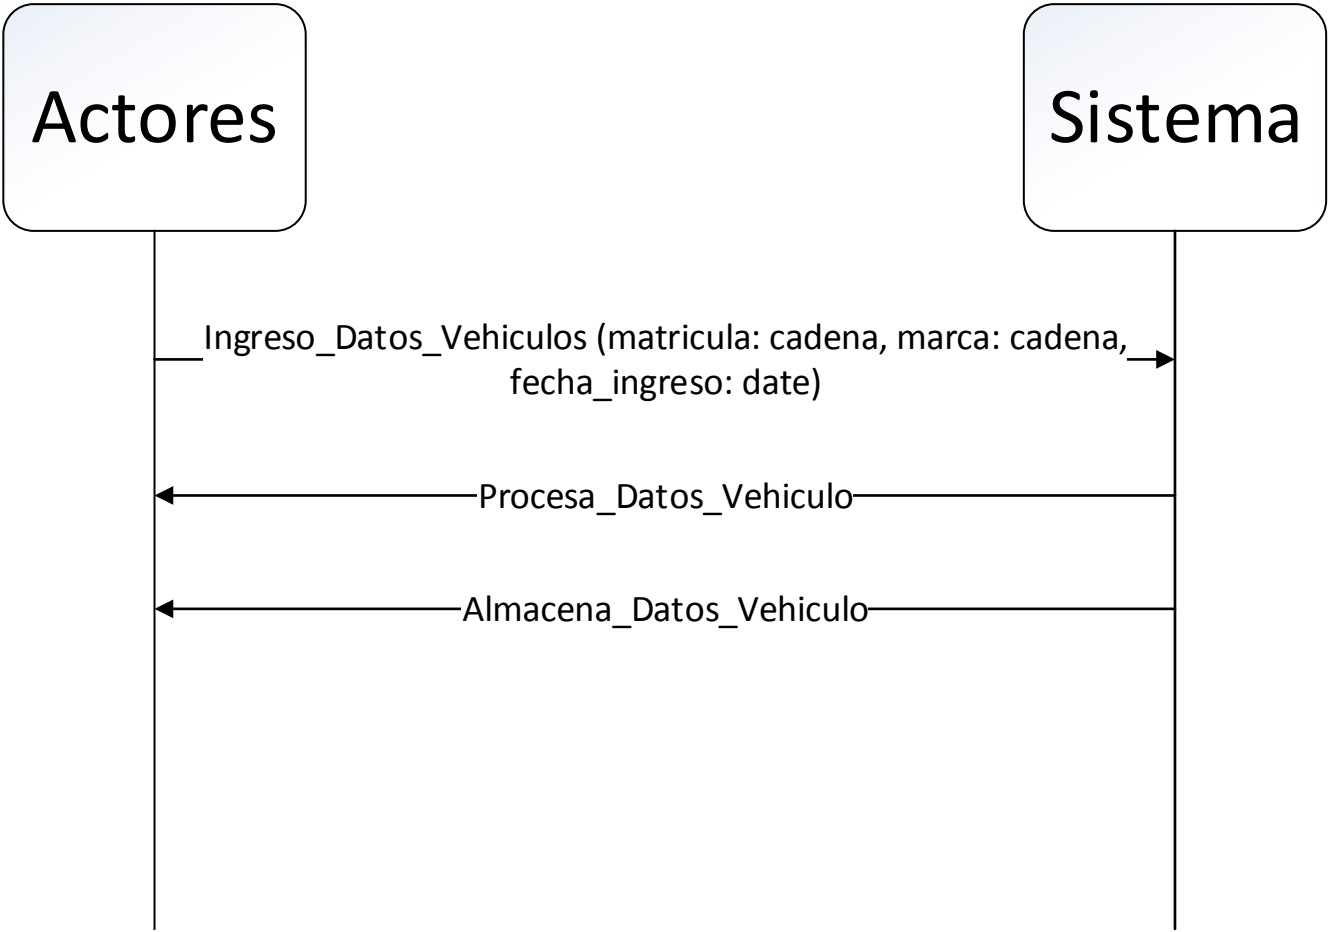 Actores
Sistema
Ingreso_Datos_Vehiculos (matricula: cadena, marca: cadena,
fecha_ingreso: date)
Procesa_Datos_Vehiculo
Almacena_Datos_Vehiculo